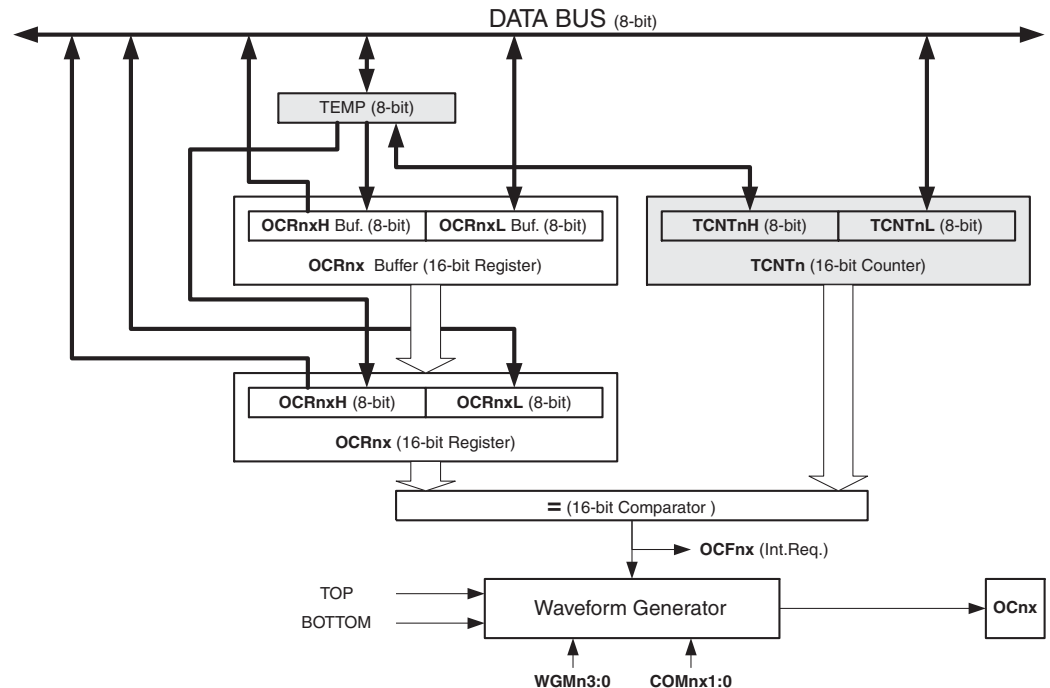 DATA BUS (8-bit)
TEMP (8-bit)
OCRnxH Buf. (8-bit) OCRnxL Buf. (8-bit)
OCRnx Buffer (16-bit Register)
TCNTnH (8-bit) TCNTnL (8-bit)
TCNTn (16-bit Counter)
OCRnxH (8-bit) OCRnxL (8-bit)
OCRnx (16-bit Register)
= (16-bit Comparator )
OCFnx (Int.Req.)
TOP
BOTTOM
Waveform Generator
OCnx
WGMn3:0 COMnx1:0